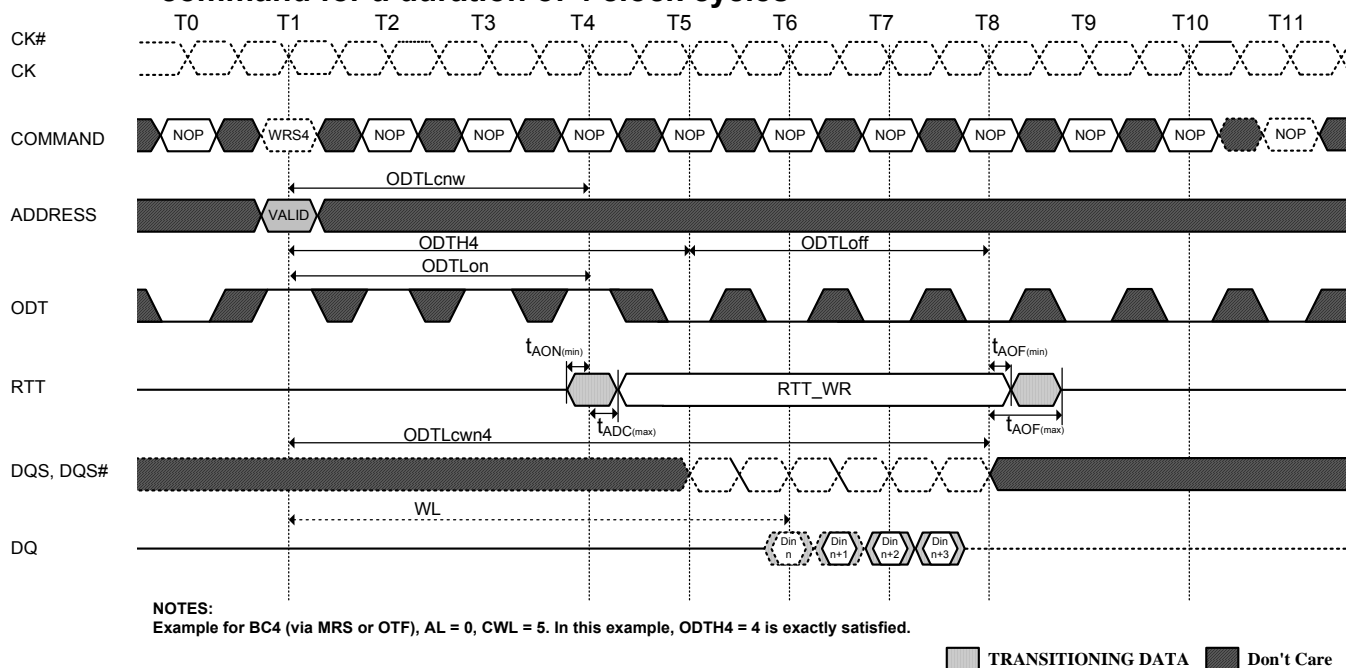 command for a duration of 4 clock cycles
T0 T1 T2 T3 T4 T5 T6 T7 T8 T9 T10 T11
CK#
CK
COMMAND NOP WRS4 NOP NOP NOP NOP NOP NOP NOP NOP NOP NOP
ODTLcnw
ADDRESS VALID
ODTH4 ODTLoff
ODTLon
ODT
tAON(min) tAOF(min)
RTT RTT_WR
tADC(max) tAOF(max)
ODTLcwn4
DQS, DQS#
WL
DQ Din n Din n+1 Din n+2 Din n+3
NOTES:
Example for BC4 (via MRS or OTF), AL = 0, CWL = 5. In this example, ODTH4 = 4 is exactly satisfied.
TRANSITIONING DATA Don't Care